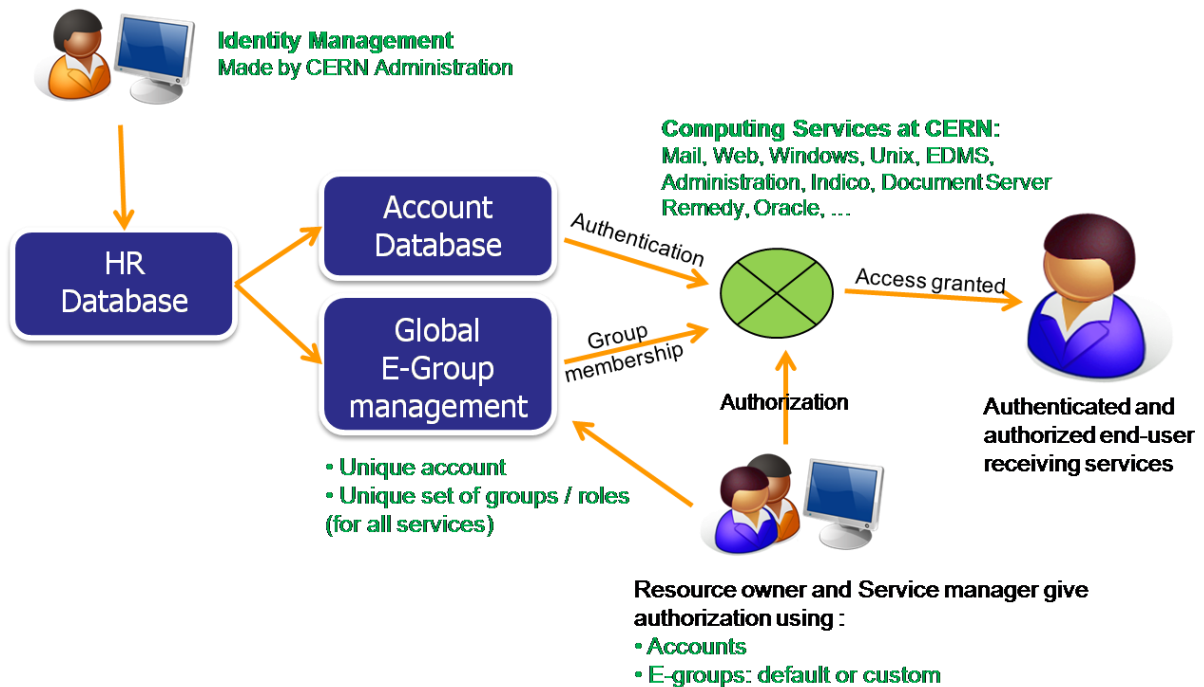 Identity Management
Made by CERN Administration
Computing Services at CERN:
Mail, Web, Windows, Unix, EDMS,
Administration, Indico, Document Server
Remedy, Oracle, ...
HR
Database
Account
Database
Global
E-Group
management
Authentication
Group
membership
Access granted
Authorization
• Unique account
• Unique set of groups / roles
(for all services)
Authenticated and
authorized end-user
receiving services
Resource owner and Service manager give
authorization using :
• Accounts
• E-groups: default or custom